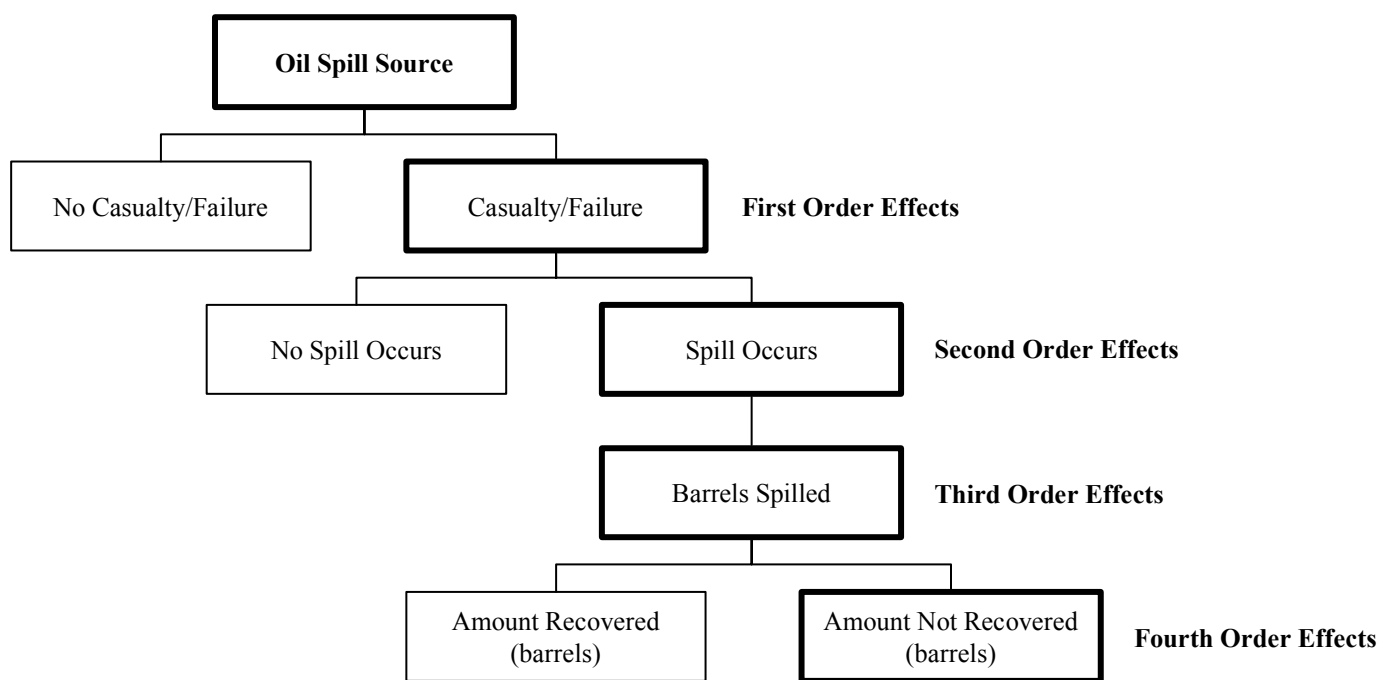 Oil Spill Source
No Casualty/Failure
Casualty/Failure
First Order Effects
No Spill Occurs
Spill Occurs
Second Order Effects
Barrels Spilled
Third Order Effects
Amount Recovered
(barrels)
Amount Not Recovered
(barrels)
Fourth Order Effects